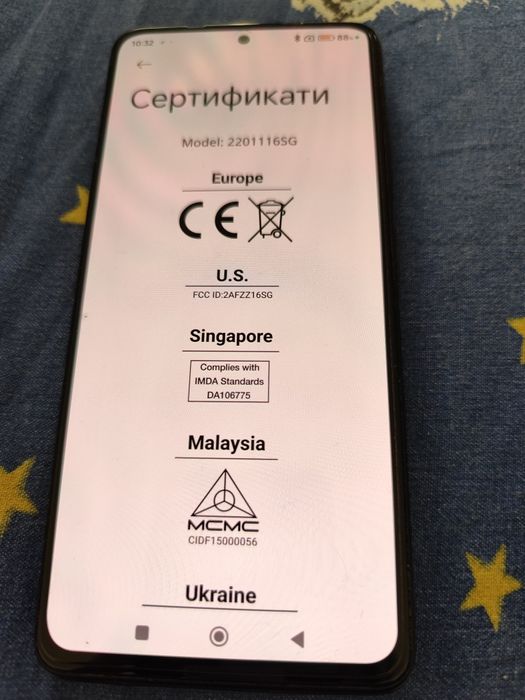 10:32
88
Сертификати
Model: 2201116SG
Europe
CE
U.S.
FCC ID:2AFZZ16SG
Singapore
Complies with
IMDA Standards
DA106775
Malaysia
MCMC
CIDF15000056
Ukraine